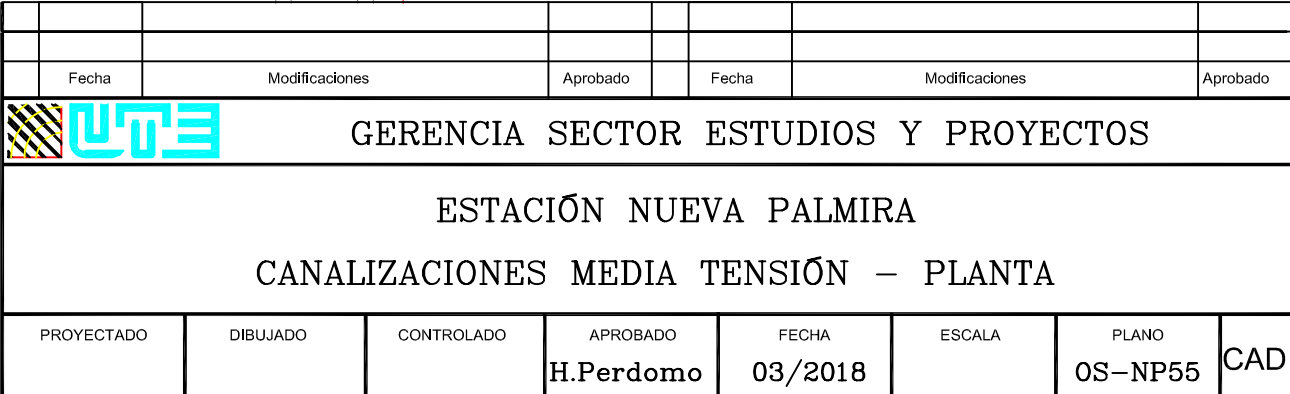 Fecha Modificaciones Aprobado Fecha Modificaciones Aprobado
UTE GERENCIA SECTOR ESTUDIOS Y PROYECTOS
ESTACIÓN NUEVA PALMIRA
CANALIZACIONES MEDIA TENSIÓN – PLANTA
PROYECTADO DIBUJADO CONTROLADO APROBADO FECHA ESCALA PLANO CAD
H.Perdomo 03/2018 OS–NP55